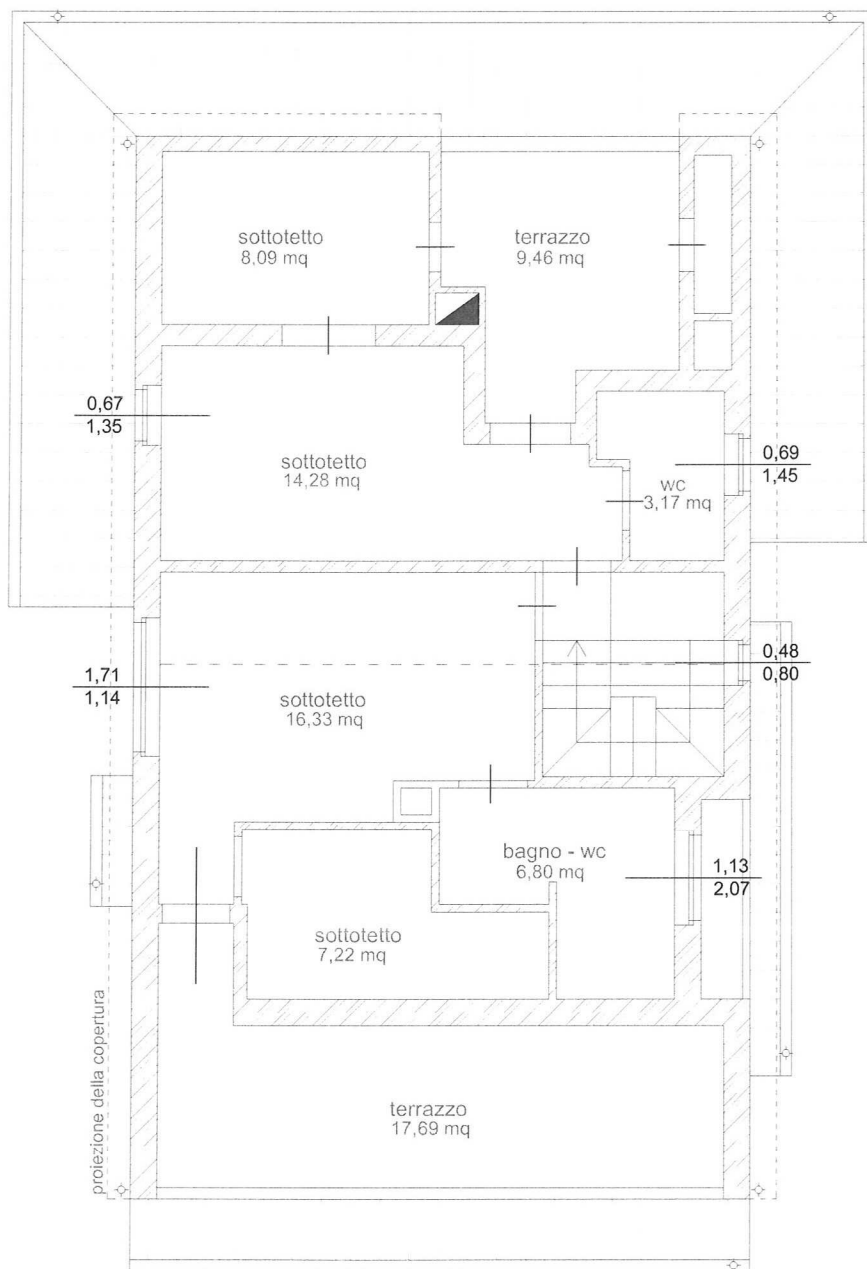 sottotetto
8,09 mq
terrazzo
9,46 mq
0,67
1,35
sottotetto
14,28 mq
wc
3,17 mq
0,69
1,45
1,71
1,14
sottotetto
16,33 mq
0,48
0,80
bagno - wc
6,80 mq
1,13
2,07
sottotetto
7,22 mq
proiezione della copertura
terrazzo
17,69 mq